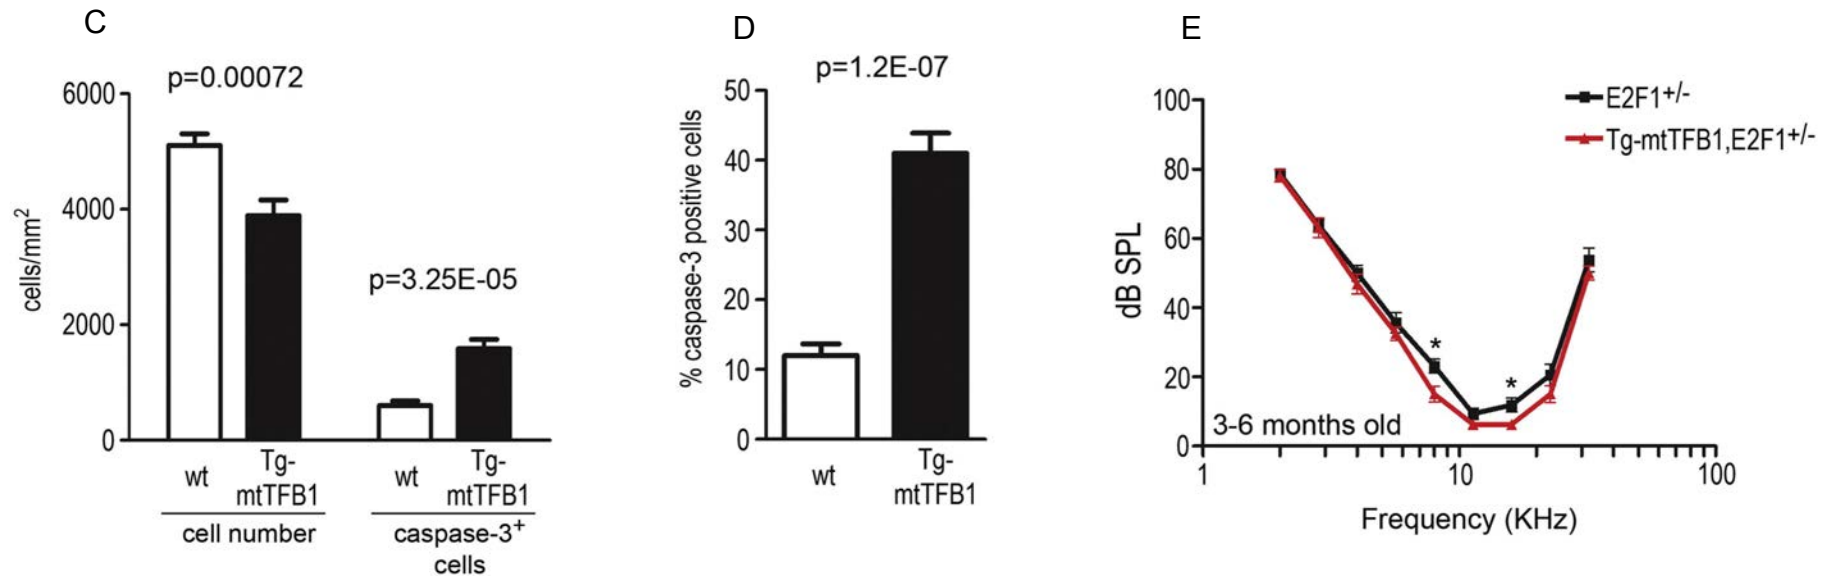 C
p=0.00072
6000
4000
2000
0
cells/mm²
p=3.25E-05
wt
Tg-
mtTFB1
wt
Tg-
mtTFB1
cell number
caspase-3⁺
cells
D
p=1.2E-07
50
40
30
20
10
0
% caspase-3 positive cells
wt
Tg-
mtTFB1
E
E2F1⁺/⁻
Tg-mtTFB1,E2F1⁺/⁻
100
80
60
40
20
0
dB SPL
*
*
3-6 months old
1
10
100
Frequency (KHz)